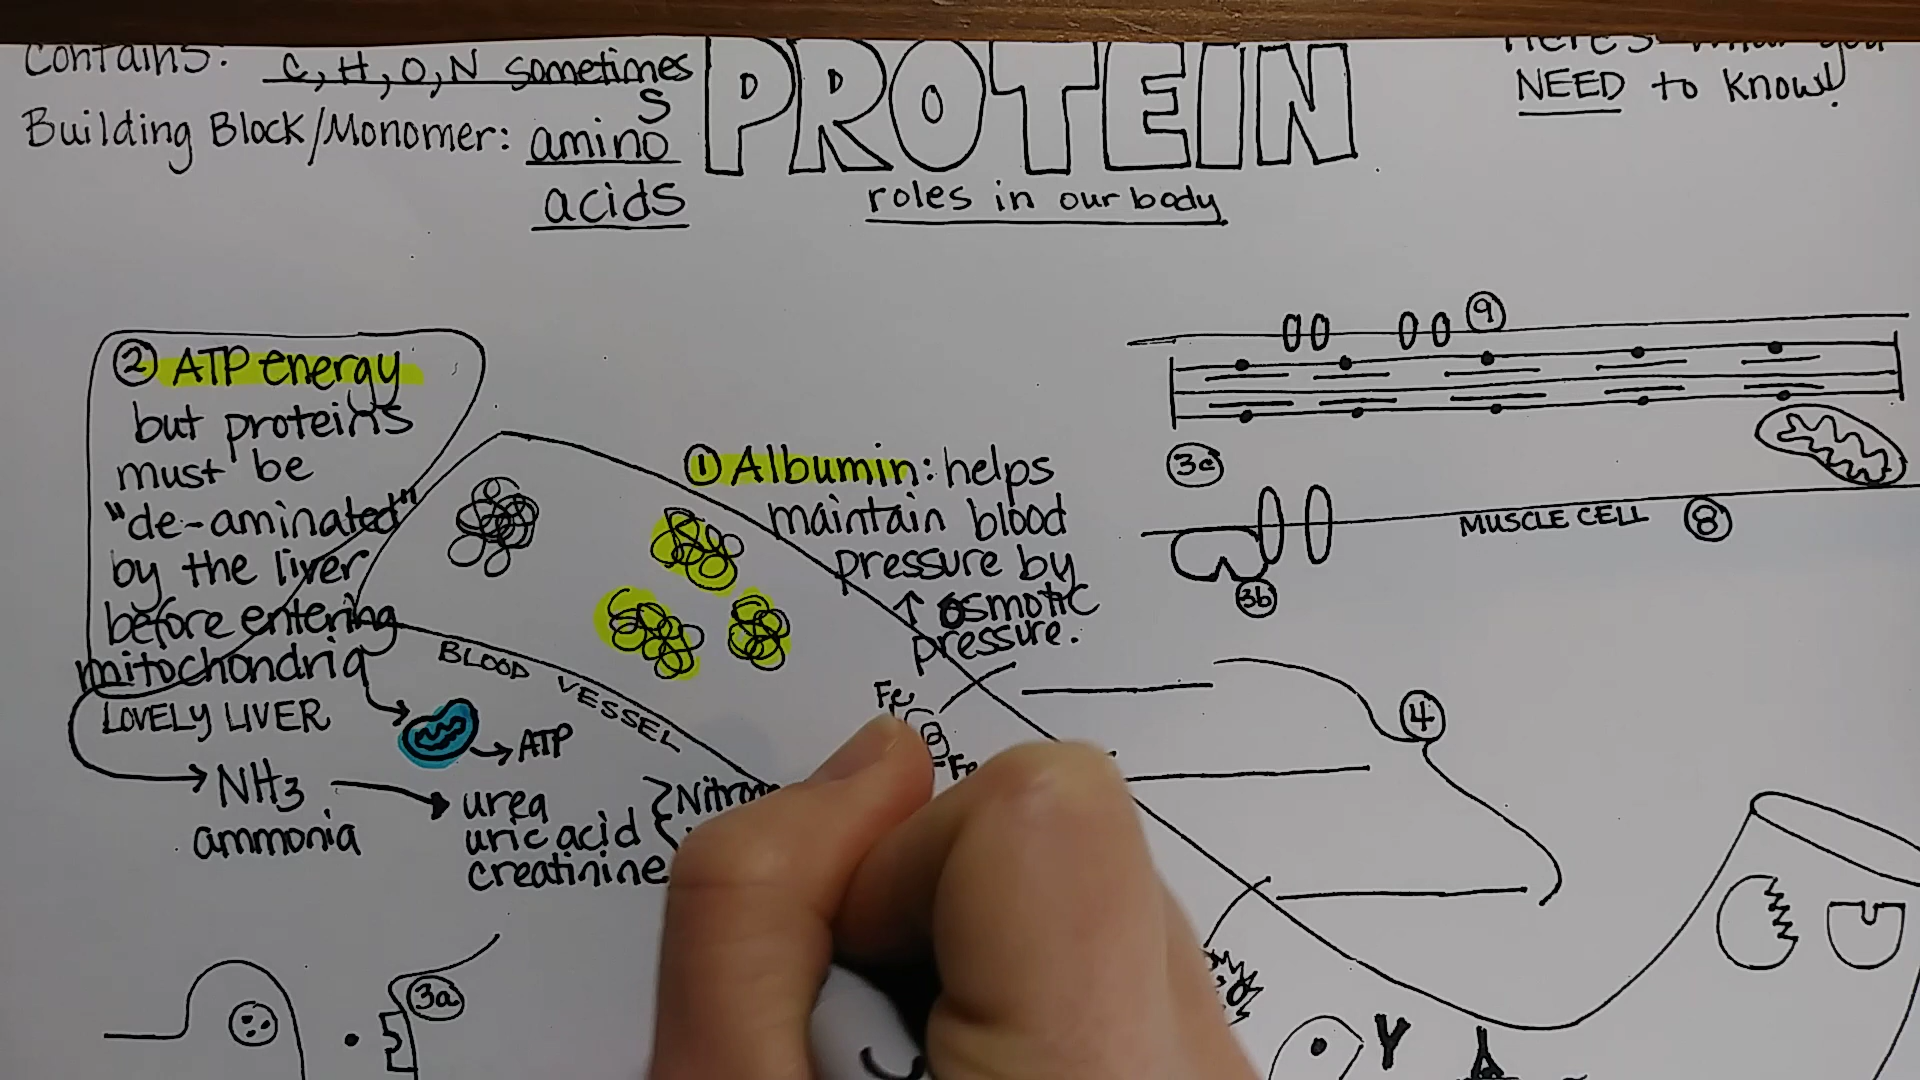 Contains: C, H, O, N sometimes
S
Building Block/Monomer: amino
acids
PROTEIN
roles in our body
Here's what you
NEED to know!
② ATP energy
but proteins
must be
"de-aminated"
by the liver
before entering
mitochondria
LOVELY LIVER
→ATP
NH3
ammonia
urea
uric acid
creatinine
① Albumin: helps
maintain blood
pressure by
↑ osmotic
pressure.
BLOOD VESSEL
Fe
Fe
9
3c
MUSCLE CELL 8
3b
4
3a